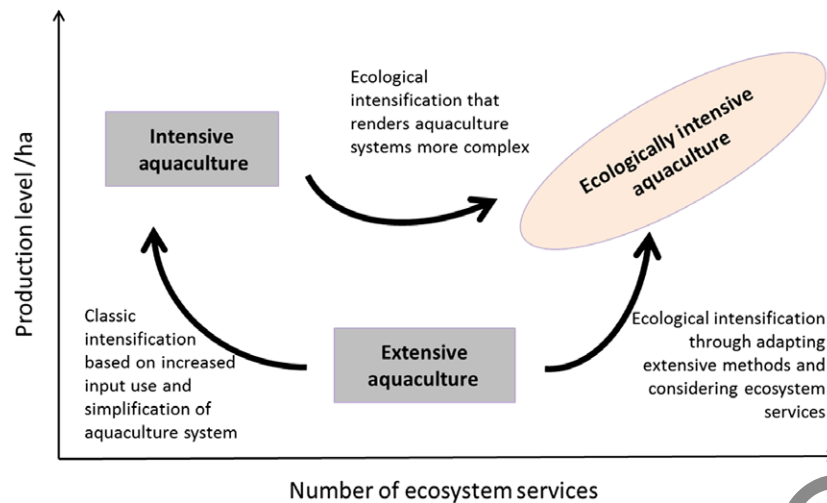 Production level /ha
Intensive
aquaculture
Ecological
intensification that
renders aquaculture
systems more complex
Ecologically intensive
aquaculture
Classic
intensification
based on increased
input use and
simplification of
aquaculture system
Extensive
aquaculture
Ecological intensification
through adapting
extensive methods and
considering ecosystem
services
Number of ecosystem services